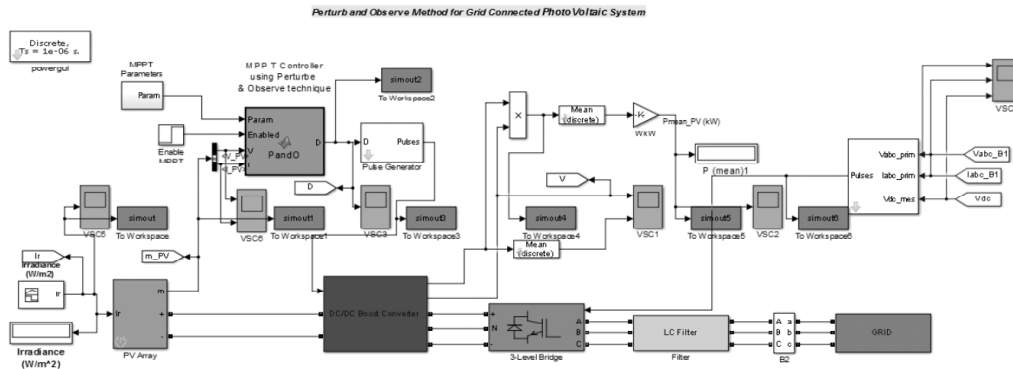 Perturb and Observe Method for Grid Connected PhotoVoltaic System
Discrete,
Ts = 1e-06 s.
powergui
MPPT
Parameters
Param
MPPT Controller
using Perturbe
& Observe technique
Param
Enabled
V
D
PandO
Enable
MPPT
simout2
To Workspace2
D
Pulses
Pulse Generator
D
VSC5
simout
To Workspace
VSC6
simout1
To Workspace1
VSC3
simout3
To Workspace3
Mean
(discrete)
Pmean_PV (kW)
P (mean)1
V
simout4
To Workspace4
Mean
(discrete)
VSC1
simout5
To Workspace5
VSC2
simout6
To Workspace6
Pulses
Vabc_prim
Iabc_prim
Vdc_mes
Vabc_B1
Iabc_B1
Vdc
VSC
Ir
Irradiance
(W/m2)
Ir
Irradiance
(W/m^2)
m_PV
Ir
m
+
-
PV Array
DC/DC Boost Converter
+
N
-
A
B
C
3-Level Bridge
LC Filter
Filter
A a
B b
C c
B2
GRID